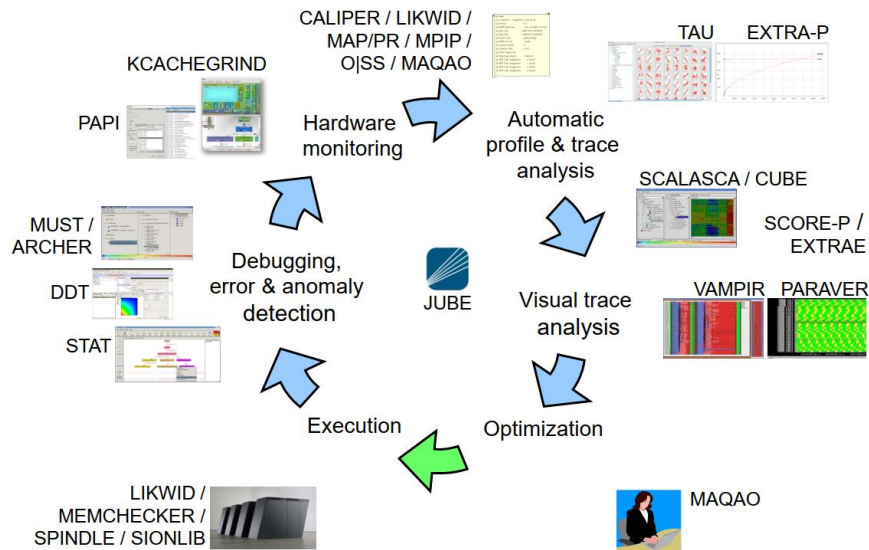 CALIPER / LIKWID /
MAP/PR / MPIP /
O|SS / MAQAO
TAU
EXTRA-P
KCACHEGRIND
PAPI
Hardware
monitoring
Automatic
profile & trace
analysis
SCALASCA / CUBE
SCORE-P /
EXTRAE
MUST /
ARCHER
DDT
STAT
Debugging,
error & anomaly
detection
JUBE
Visual trace
analysis
VAMPIR
PARAVER
Execution
Optimization
LIKWID /
MEMCHECKER /
SPINDLE / SIONLIB
MAQAO